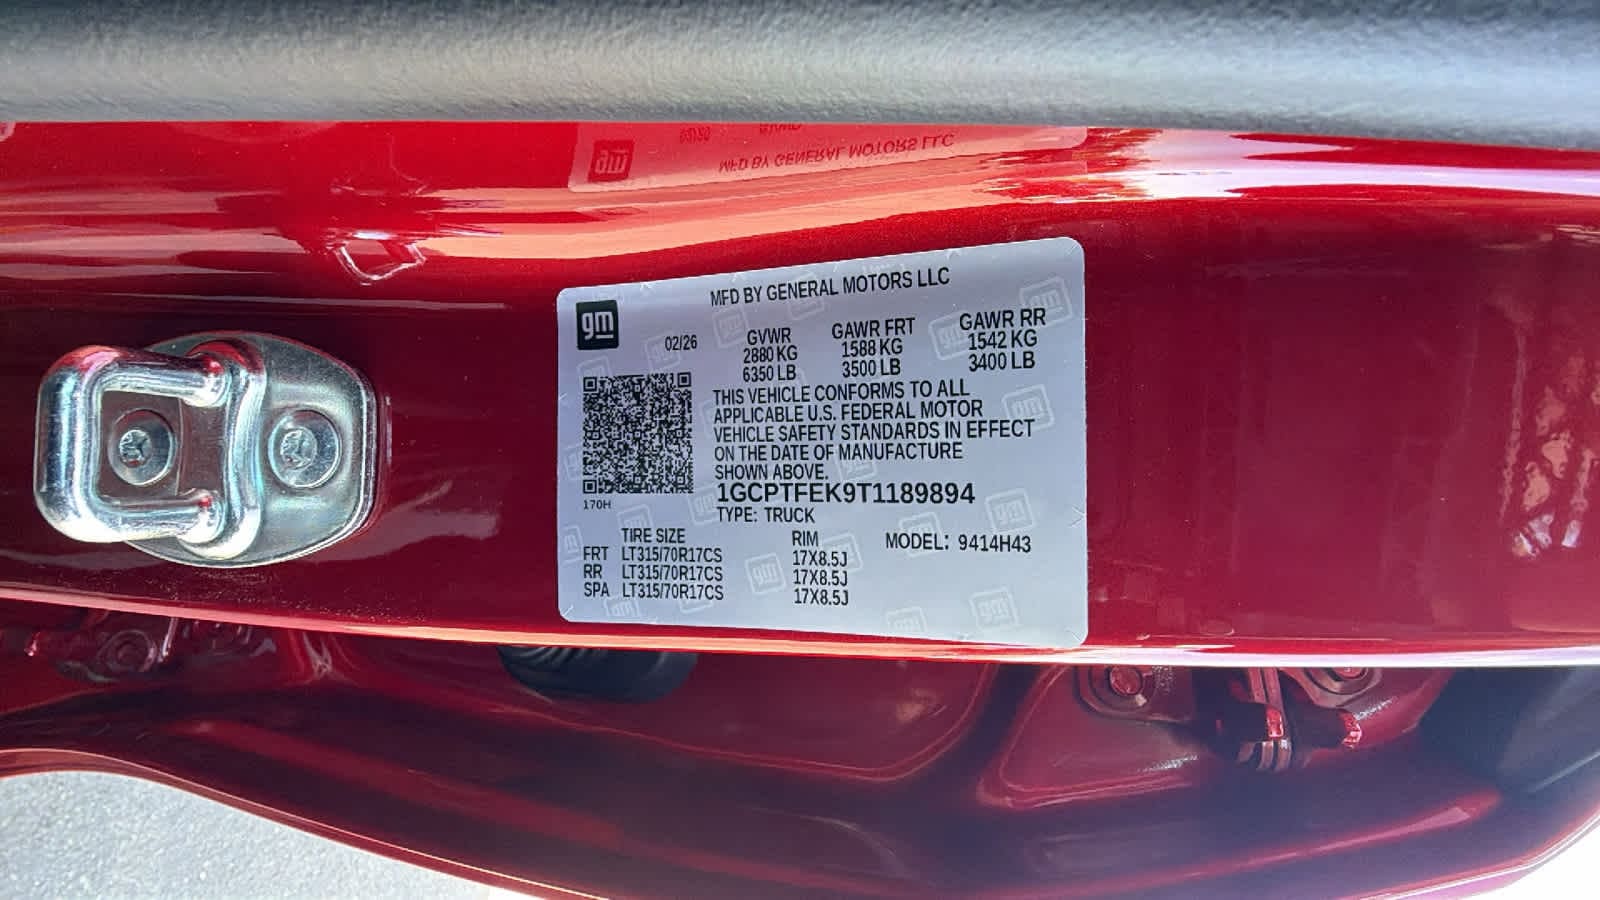 MFD BY GENERAL MOTORS LLC
gm
02/26
GVWR GAWR FRT GAWR RR
2880 KG 1588 KG 1542 KG
6350 LB 3500 LB 3400 LB
THIS VEHICLE CONFORMS TO ALL
APPLICABLE U.S. FEDERAL MOTOR
VEHICLE SAFETY STANDARDS IN EFFECT
ON THE DATE OF MANUFACTURE
SHOWN ABOVE.
1GCPTFEK9T1189894
170H
TYPE: TRUCK
TIRE SIZE RIM MODEL: 9414H43
FRT LT315/70R17CS 17X8.5J
RR LT315/70R17CS 17X8.5J
SPA LT315/70R17CS 17X8.5J